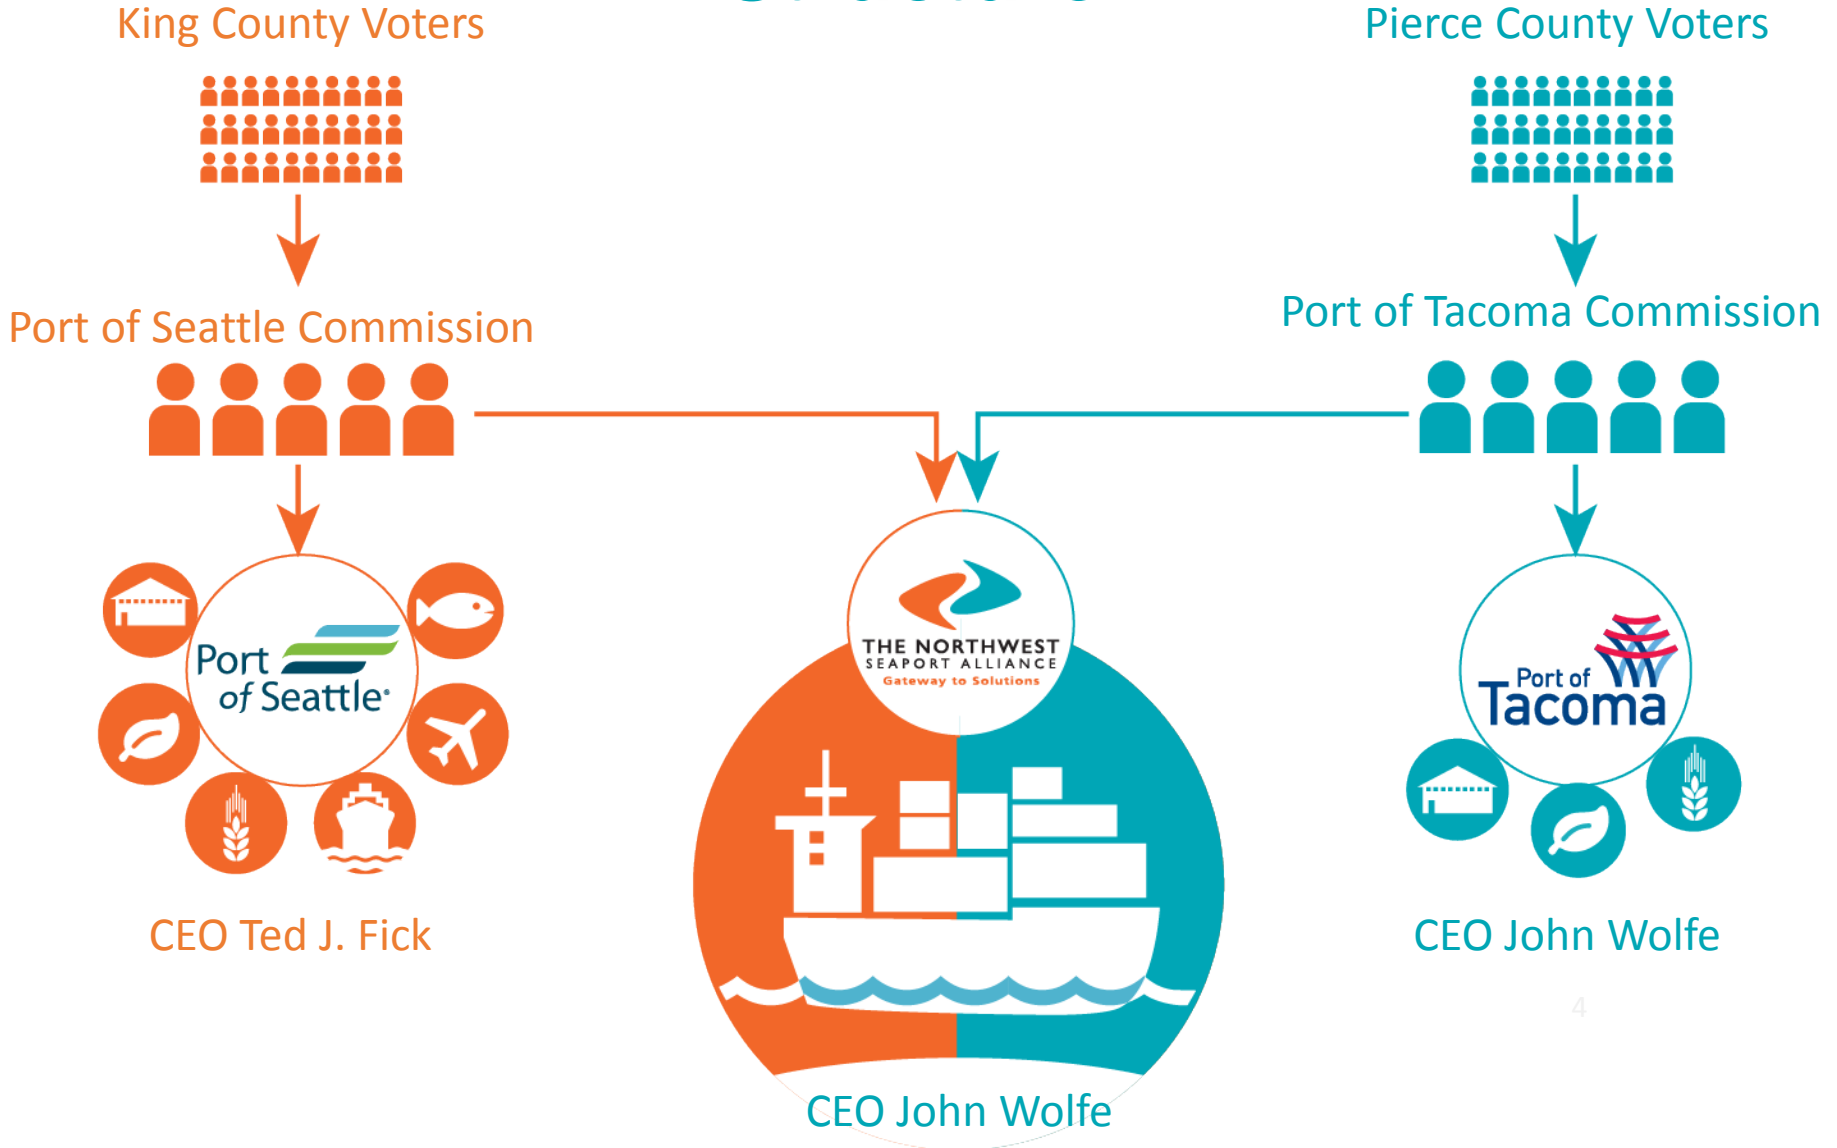 King County Voters
Pierce County Voters
Port of Seattle Commission
Port of Tacoma Commission
Port
of Seattle®
THE NORTHWEST
SEAPORT ALLIANCE
Gateway to Solutions
Port of
Tacoma
CEO Ted J. Fick
CEO John Wolfe
4
CEO John Wolfe